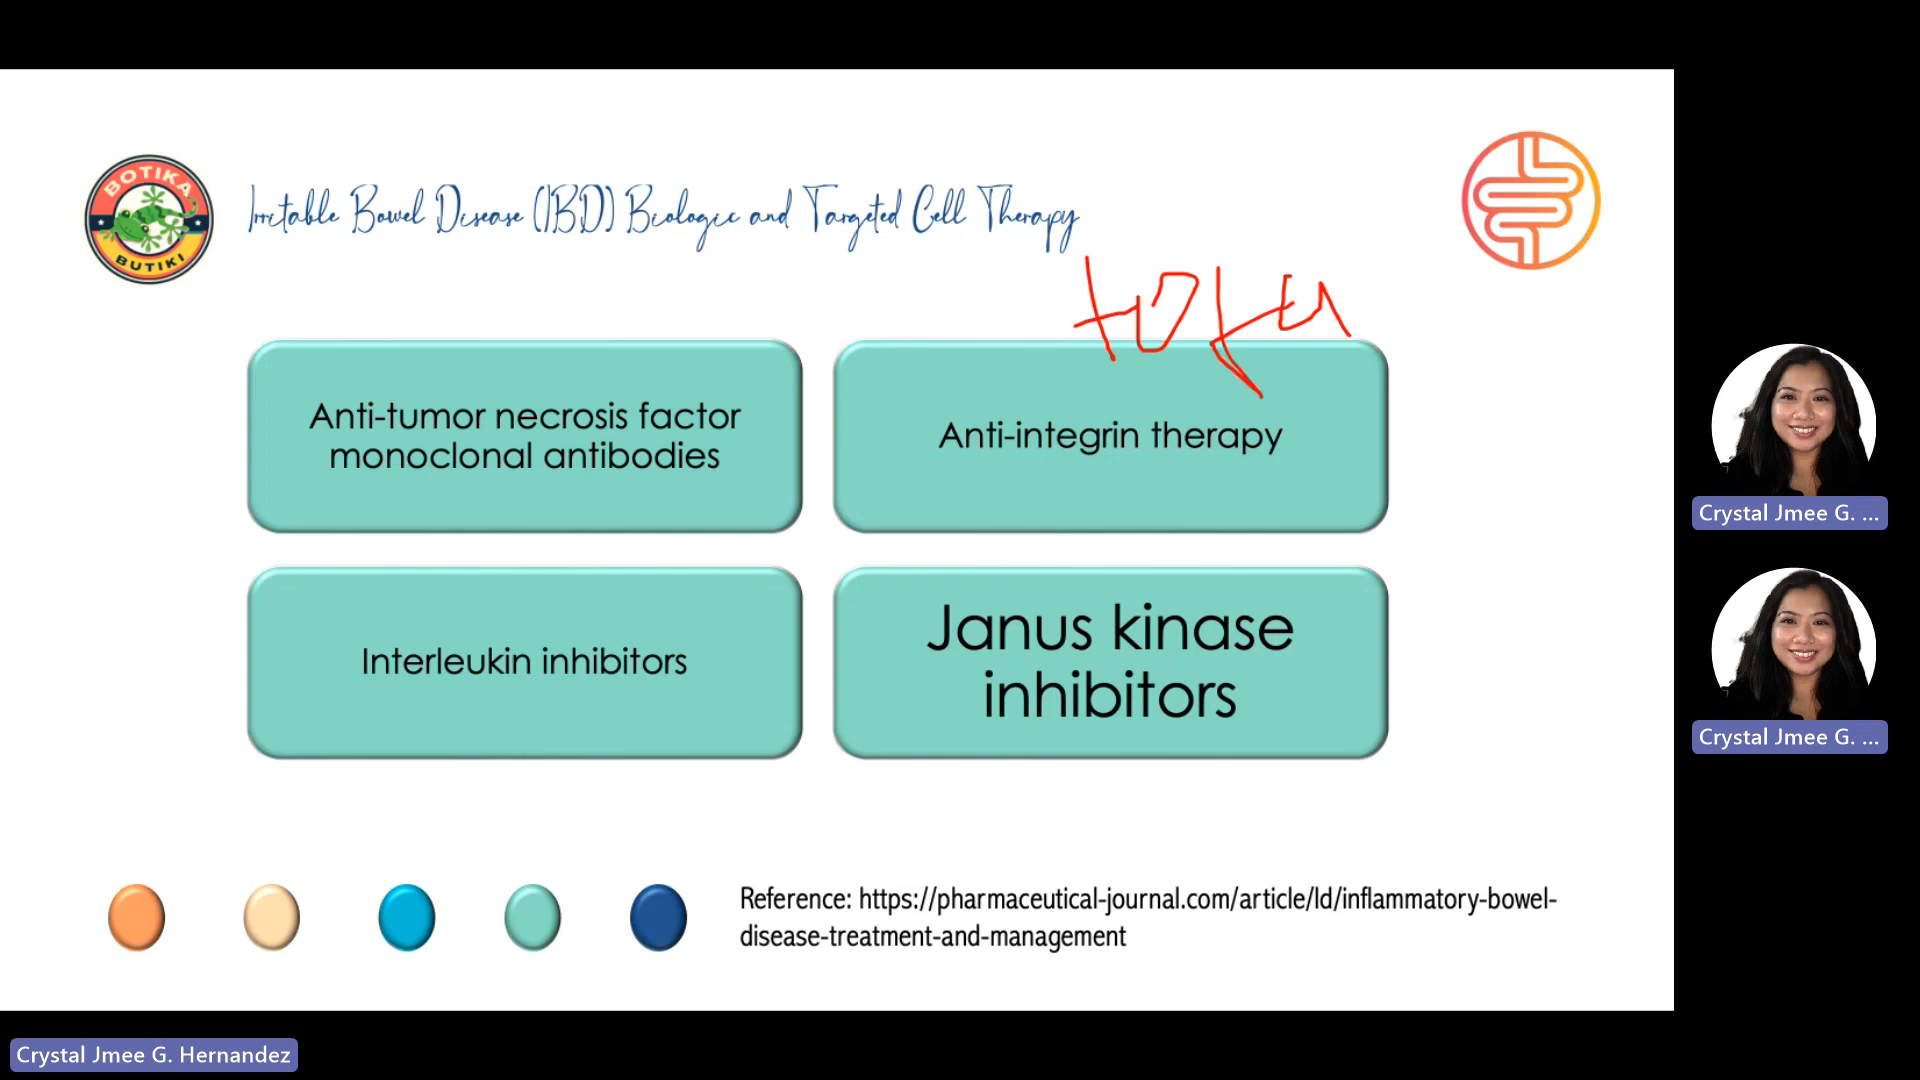 BOTIKA
BUTIKI
Irritable Bowel Disease (IBD) Biologic and Targeted Cell Therapy
tofa
Anti-tumor necrosis factor
monoclonal antibodies
Anti-integrin therapy
Interleukin inhibitors
Janus kinase
inhibitors
Reference: https://pharmaceutical-journal.com/article/ld/inflammatory-bowel-
disease-treatment-and-management
Crystal Jmee G. ...
Crystal Jmee G. ...
Crystal Jmee G. Hernandez